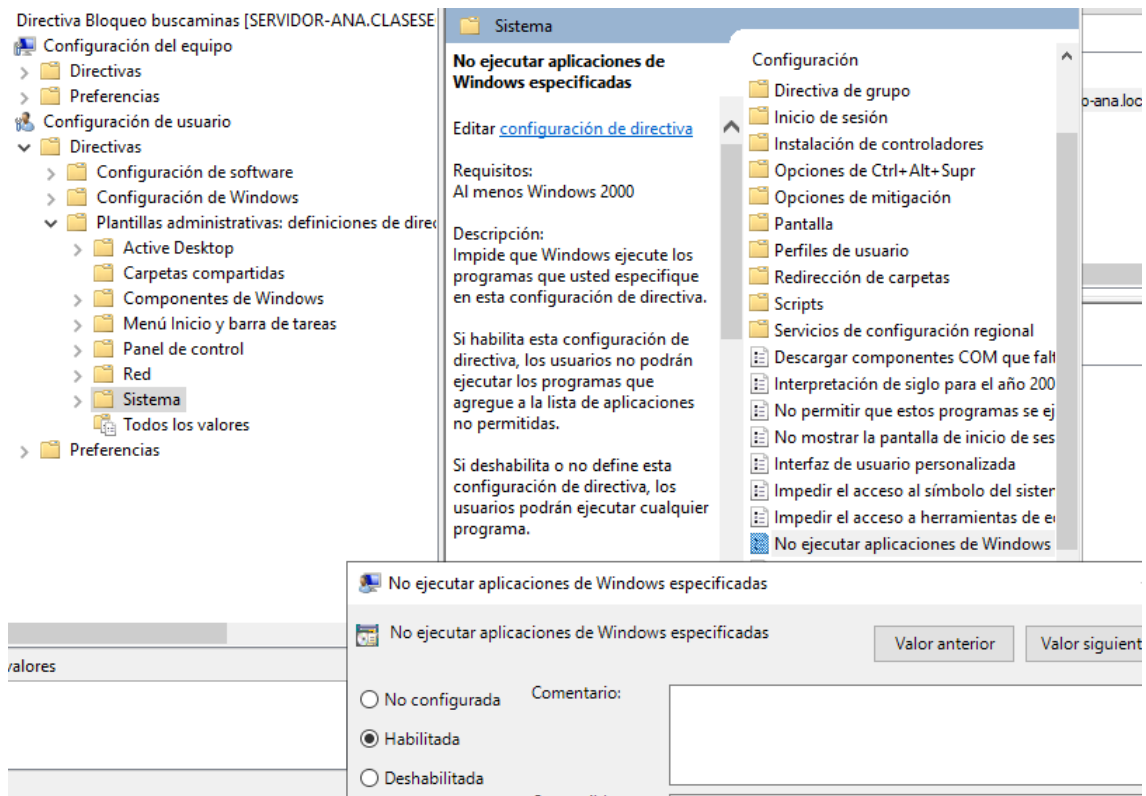 Directiva Bloqueo buscaminas [SERVIDOR-ANA.CLASESE
Configuración del equipo
Directivas
Preferencias
Configuración de usuario
Directivas
Configuración de software
Configuración de Windows
Plantillas administrativas: definiciones de direc
Active Desktop
Carpetas compartidas
Componentes de Windows
Menú Inicio y barra de tareas
Panel de control
Red
Sistema
Todos los valores
Preferencias
Sistema
No ejecutar aplicaciones de
Windows especificadas
Editar configuración de directiva
Requisitos:
Al menos Windows 2000
Descripción:
Impide que Windows ejecute los
programas que usted especifique
en esta configuración de directiva.
Si habilita esta configuración de
directiva, los usuarios no podrán
ejecutar los programas que
agregue a la lista de aplicaciones
no permitidas.
Si deshabilita o no define esta
configuración de directiva, los
usuarios podrán ejecutar cualquier
programa.
Configuración
Directiva de grupo
Inicio de sesión
Instalación de controladores
Opciones de Ctrl+Alt+Supr
Opciones de mitigación
Pantalla
Perfiles de usuario
Redirección de carpetas
Scripts
Servicios de configuración regional
Descargar componentes COM que falt
Interpretación de siglo para el año 200
No permitir que estos programas se ej
No mostrar la pantalla de inicio de ses
Interfaz de usuario personalizada
Impedir el acceso al símbolo del sister
Impedir el acceso a herramientas de e
No ejecutar aplicaciones de Windows
o-ana.loc
valores
No ejecutar aplicaciones de Windows especificadas
No ejecutar aplicaciones de Windows especificadas
Valor anterior
Valor siguient
No configurada
Comentario:
Habilitada
Deshabilitada